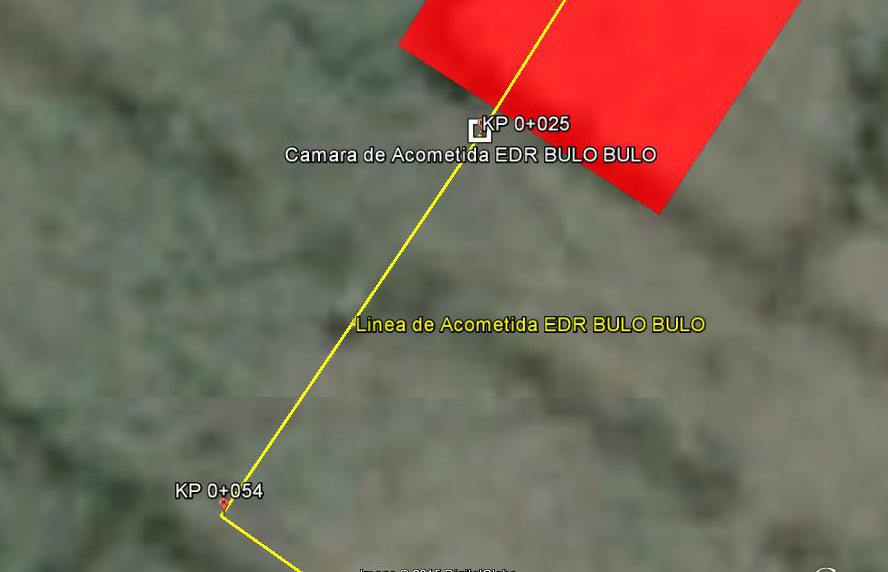 KP 0+025
Camara de Acometida EDR BULO BULO
Linea de Acometida EDR BULO BULO
KP 0+054